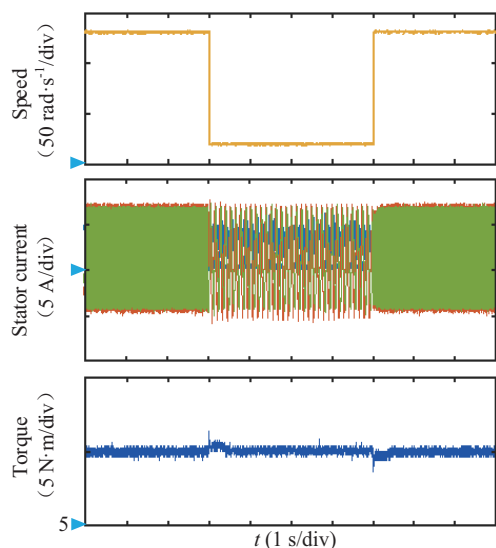 Speed
(50 rad·s⁻¹/div)
Stator current
(5 A/div)
Torque
(5 N·m/div)
5
t (1 s/div)